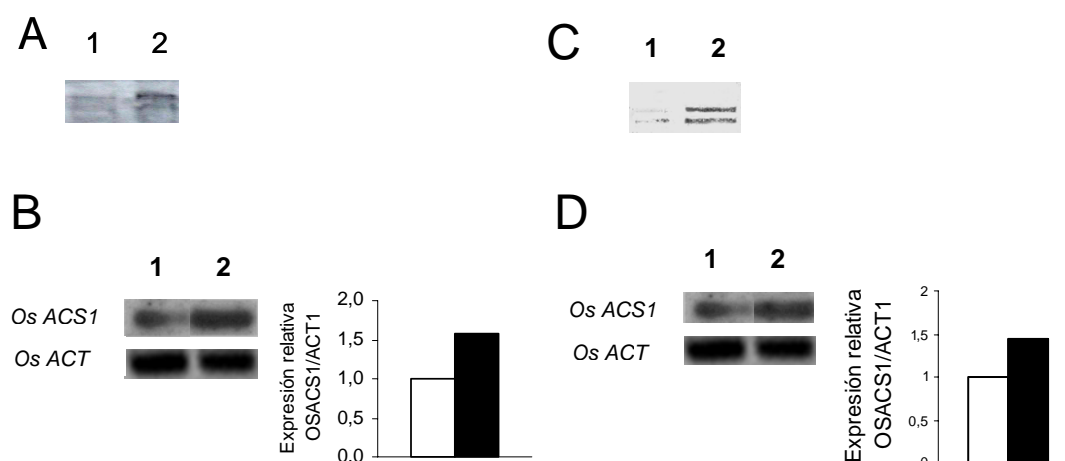 A
1 2
C
1 2
B
1 2
Os ACS1
Os ACT
Expresión relativa
OSACS1/ACT1
2,0
1,5
1,0
0,5
0,0
D
1 2
Os ACS1
Os ACT
Expresión relativa
OSACS1/ACT1
2
1,5
1
0,5
0